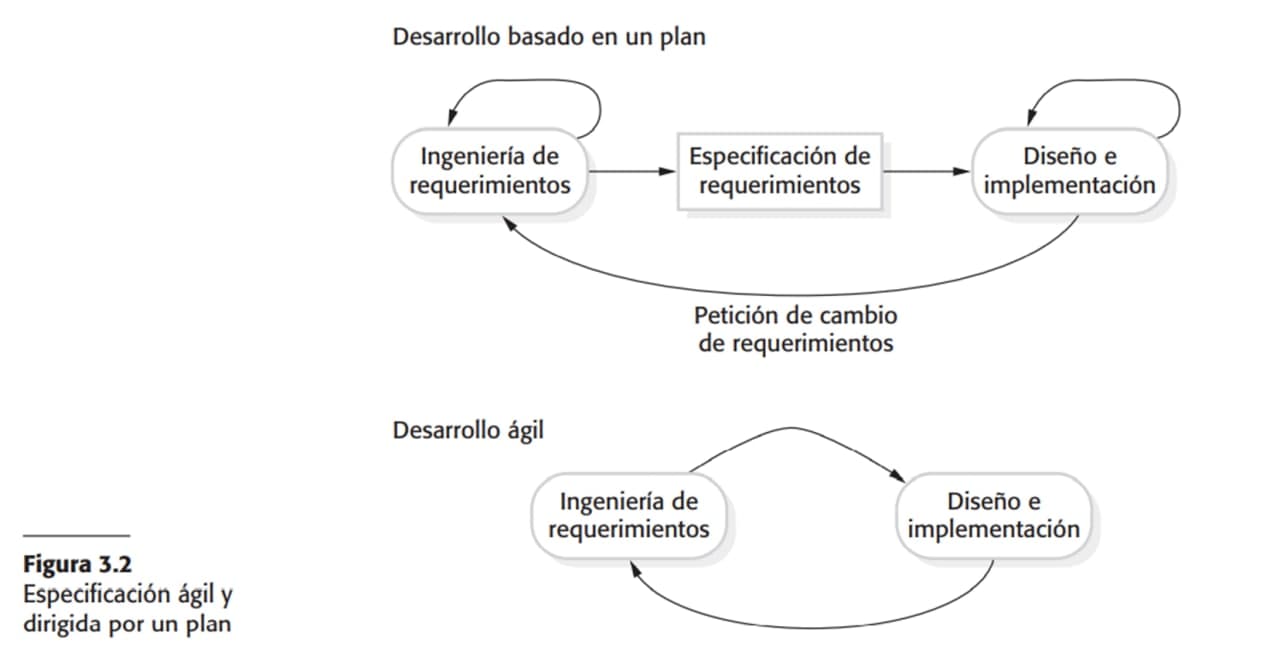 Desarrollo basado en un plan
Ingeniería de
requerimientos
Especificación de
requerimientos
Diseño e
implementación
Petición de cambio
de requerimientos
Desarrollo ágil
Ingeniería de
requerimientos
Diseño e
implementación
Figura 3.2
Especificación ágil y
dirigida por un plan